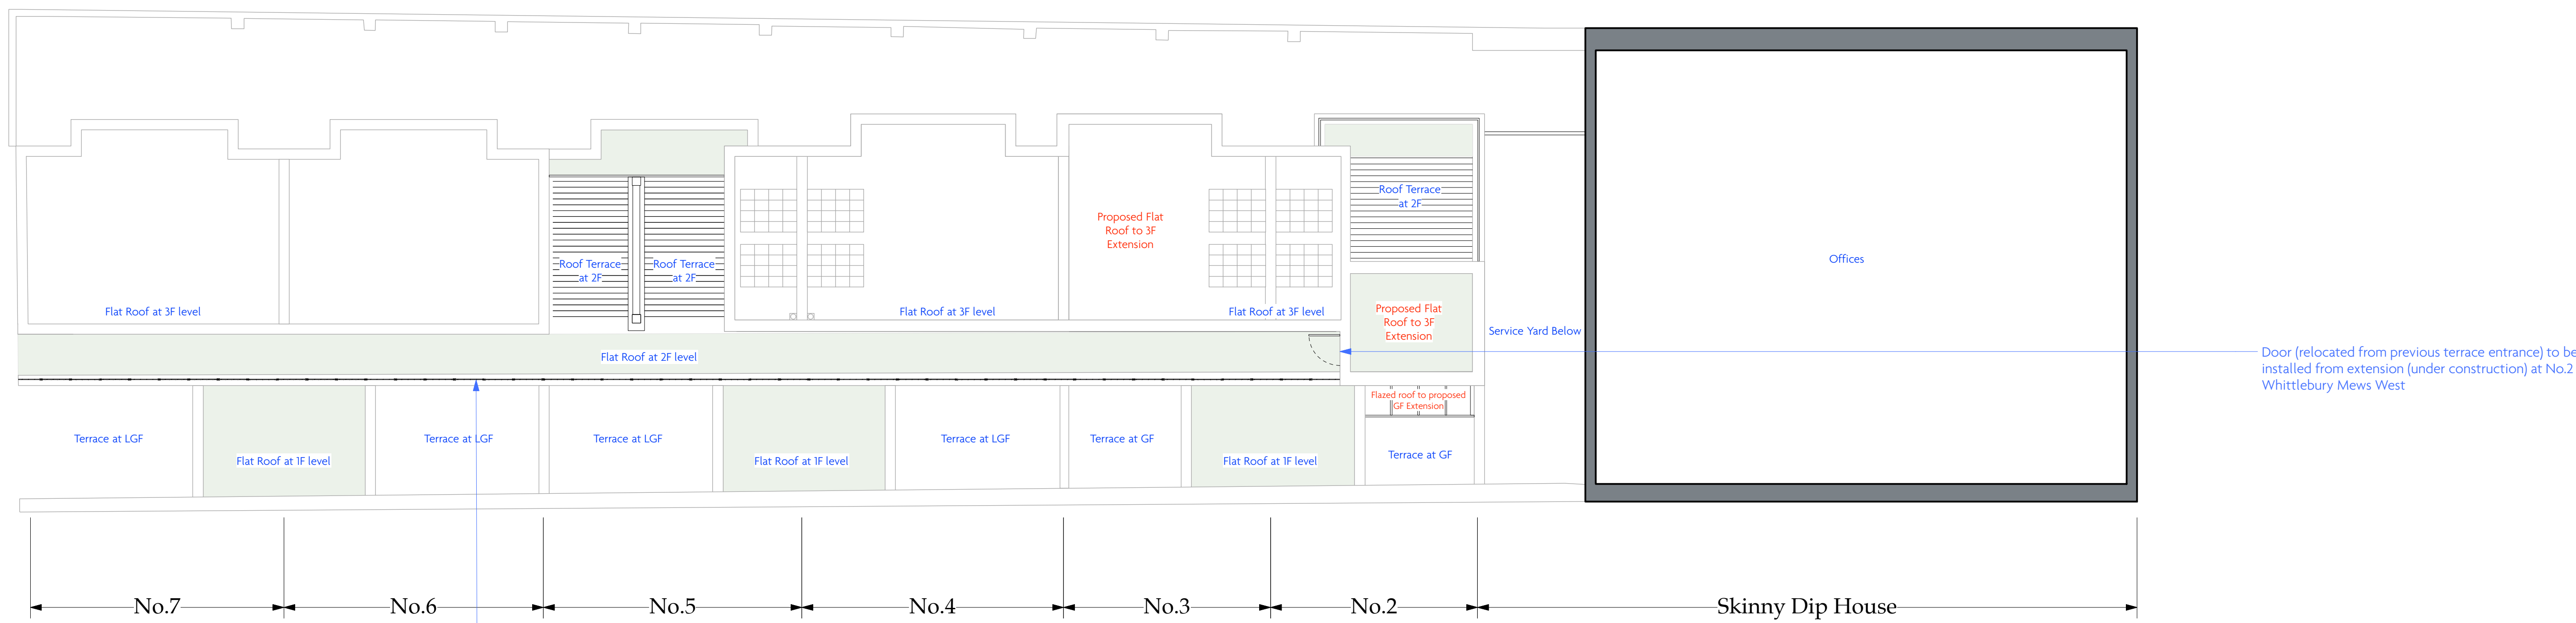 Roof Terrace
at 2F
Proposed Flat
Roof to 3F
Extension
Offices
Roof Terrace
at 2F
Roof Terrace
at 2F
Flat Roof at 3F level
Flat Roof at 3F level
Flat Roof at 3F level
Proposed Flat
Roof to 3F
Extension
Service Yard Below
Flat Roof at 2F level
Door (relocated from previous terrace entrance) to be
installed from extension (under construction) at No.2
Whittlebury Mews West
Flazed roof to proposed
GF Extension
Terrace at LGF
Terrace at LGF
Terrace at LGF
Terrace at LGF
Terrace at GF
Terrace at GF
Flat Roof at 1F level
Flat Roof at 1F level
Flat Roof at 1F level
No.7
No.6
No.5
No.4
No.3
No.2
Skinny Dip House